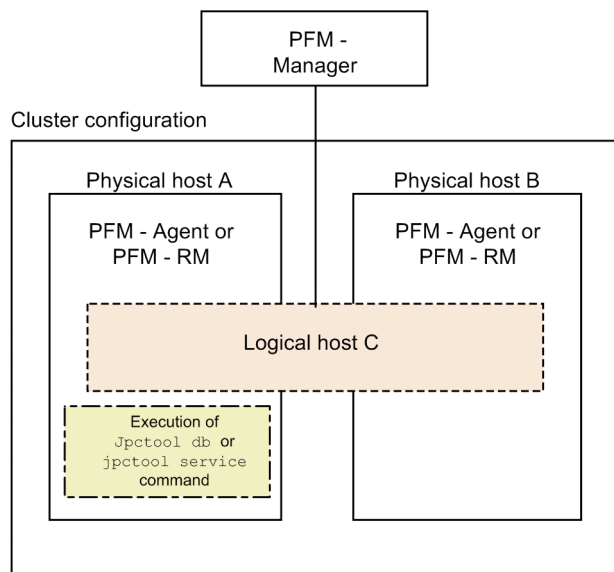 PFM -
Manager
Cluster configuration
Physical host A
Physical host B
PFM - Agent or
PFM - RM
PFM - Agent or
PFM - RM
Logical host C
Execution of
Jpctool db or
jpctool service
command